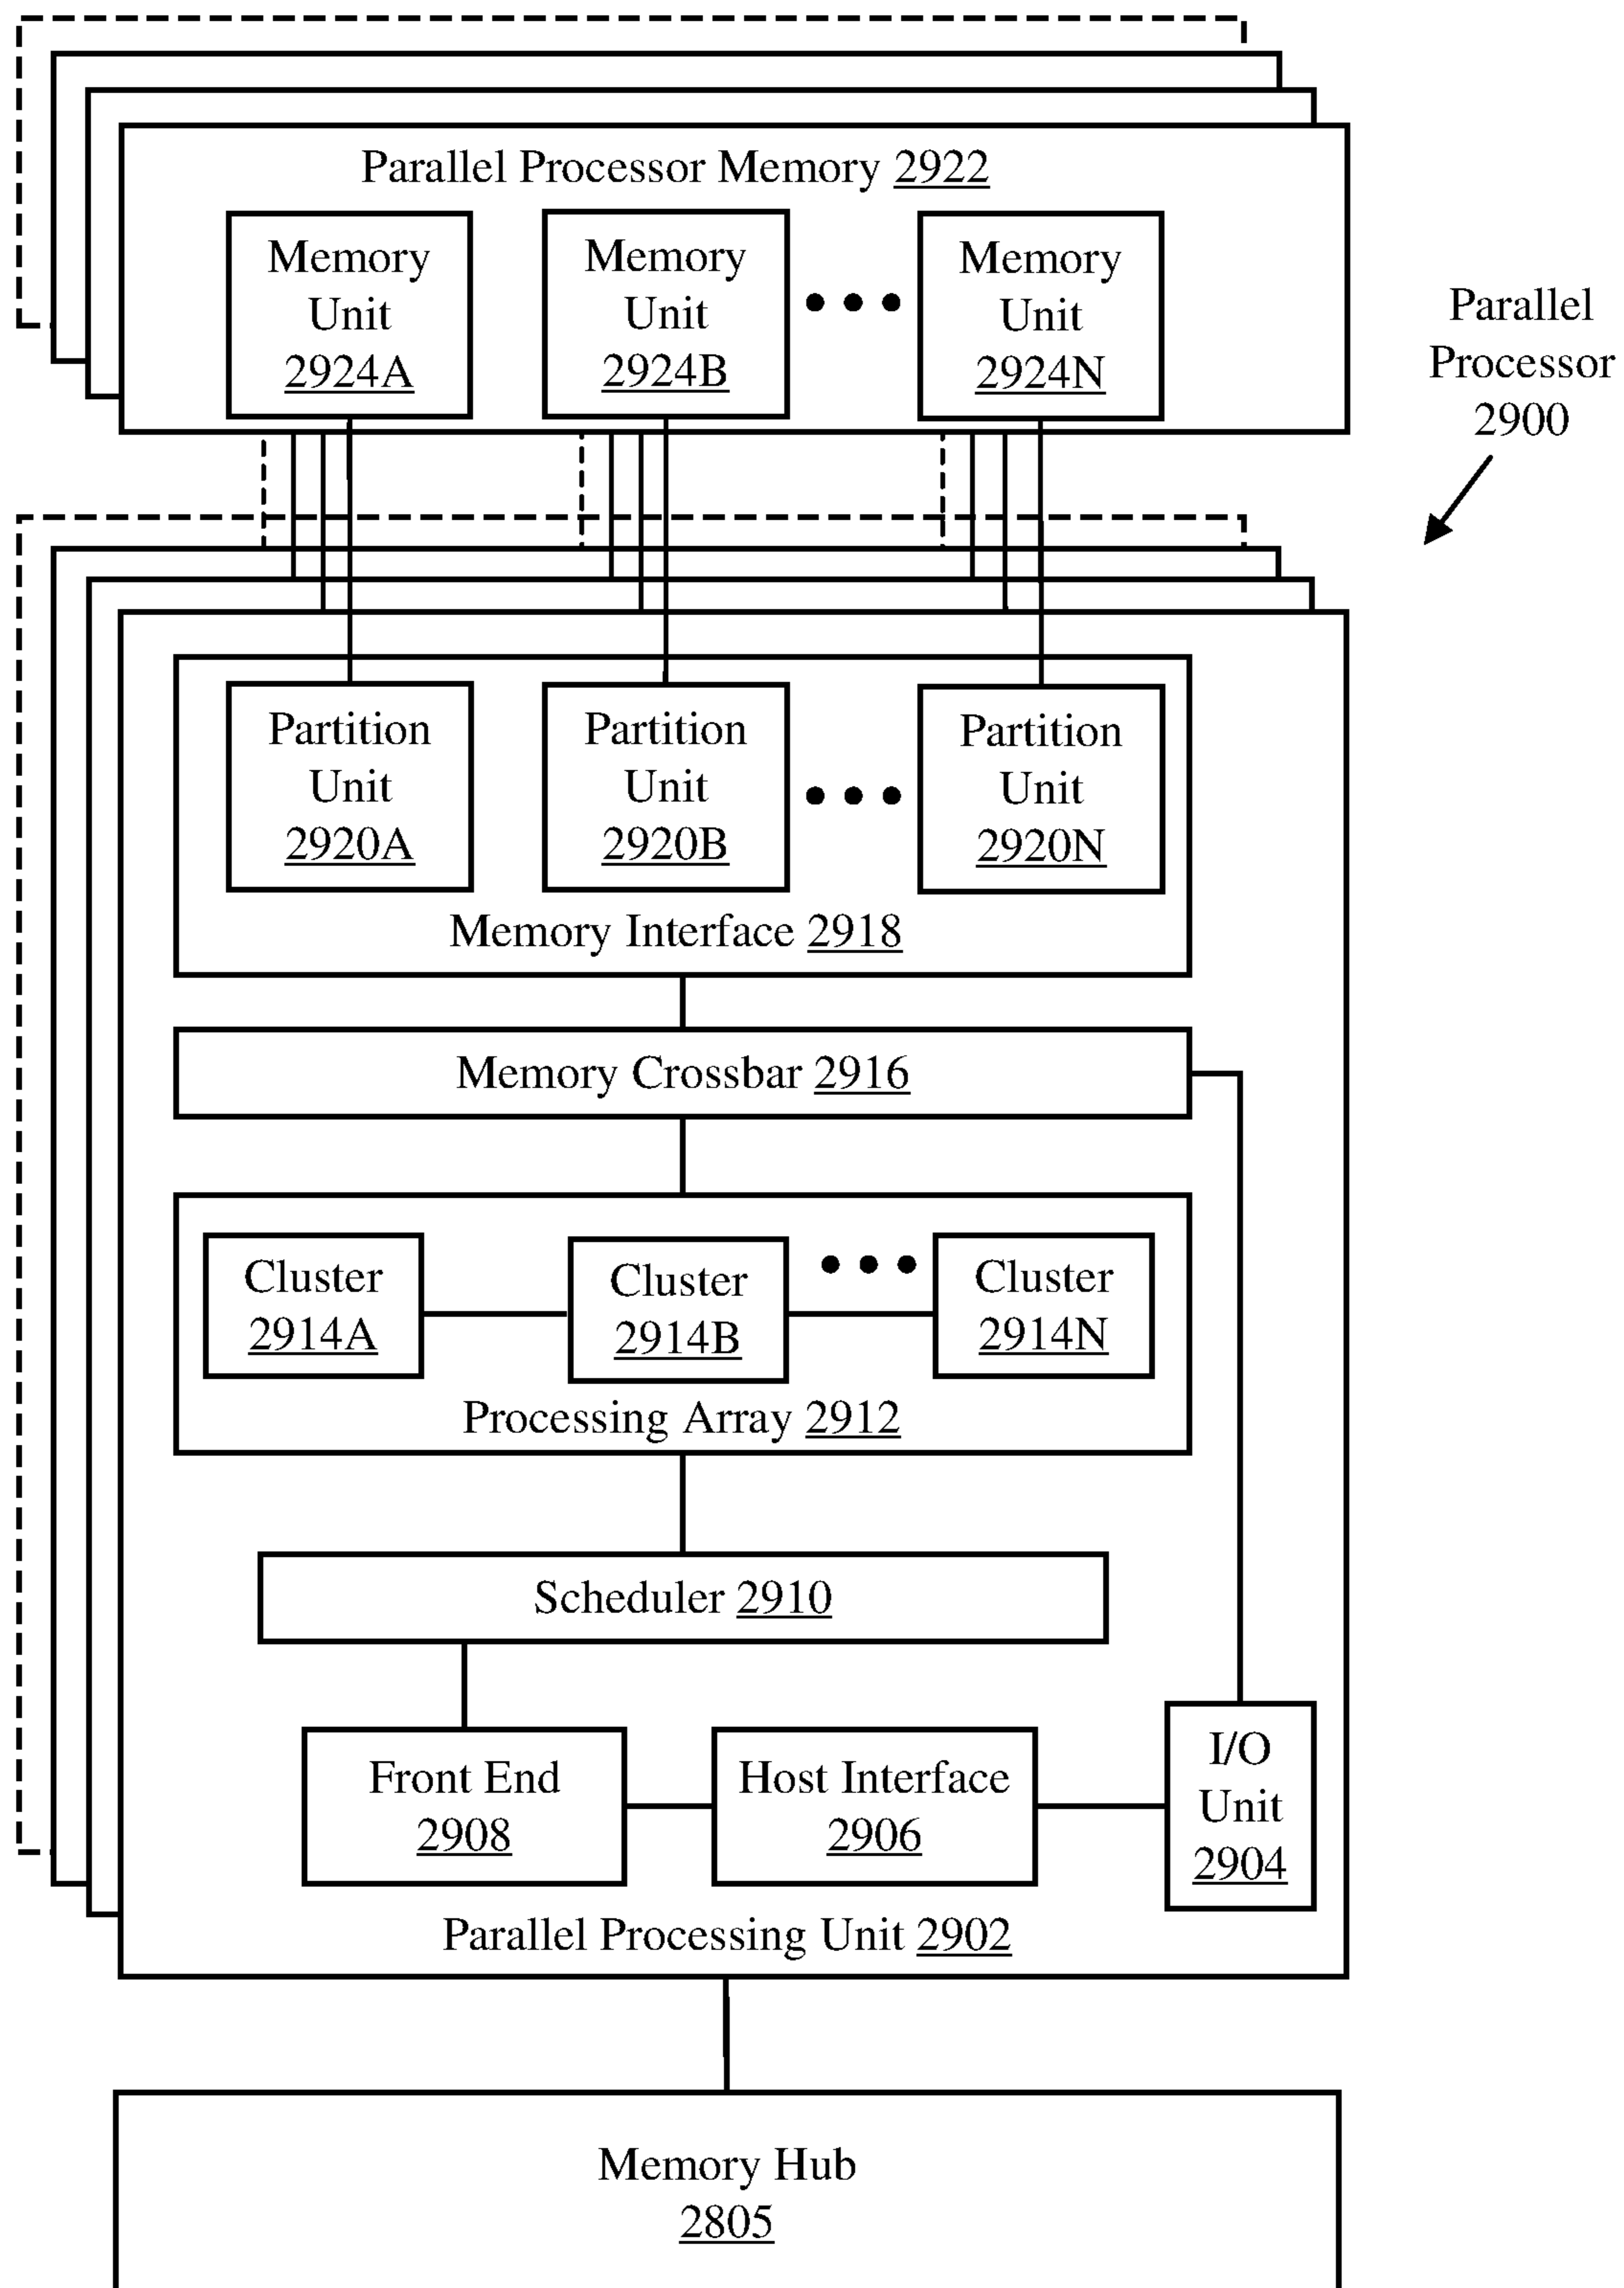 Parallel Processor Memory 2922
Memory
Unit
2924A
Memory
Unit
2924B
Memory
Unit
2924N
Parallel
Processor
2900
Partition
Unit
2920A
Partition
Unit
2920B
Partition
Unit
2920N
Memory Interface 2918
Memory Crossbar 2916
Cluster
2914A
Cluster
2914B
Cluster
2914N
Processing Array 2912
Scheduler 2910
Front End
2908
Host Interface
2906
I/O
Unit
2904
Parallel Processing Unit 2902
Memory Hub
2805